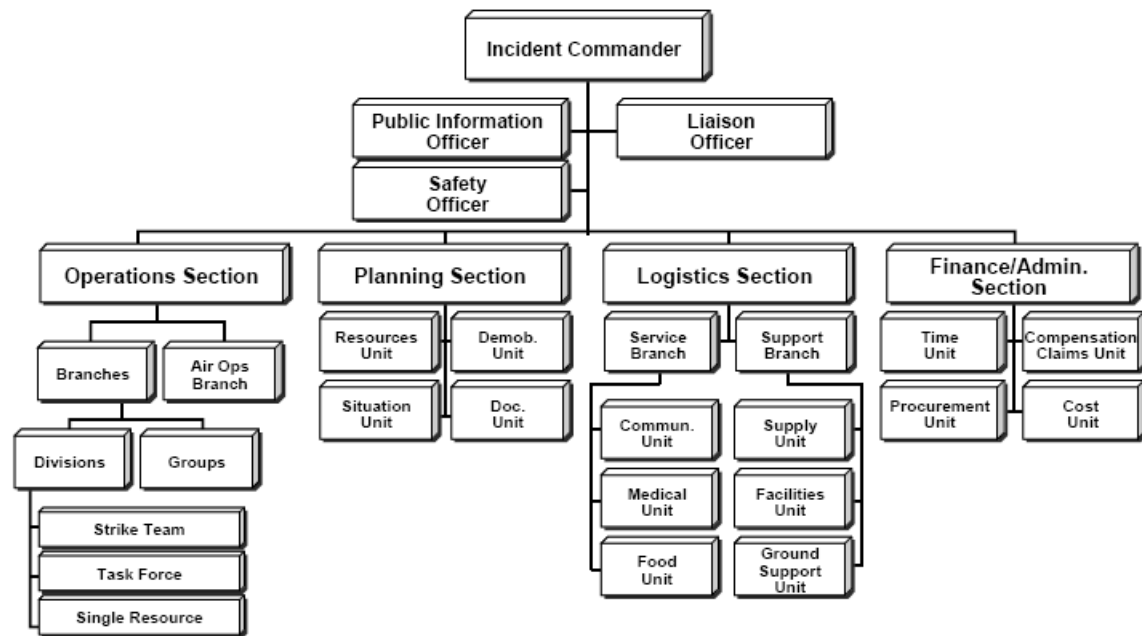 Incident Commander
Public Information
Officer
Liaison
Officer
Safety
Officer
Operations Section
Planning Section
Logistics Section
Finance/Admin.
Section
Branches
Air Ops
Branch
Resources
Unit
Demob.
Unit
Service
Branch
Support
Branch
Time
Unit
Compensation
Claims Unit
Situation
Unit
Doc.
Unit
Procurement
Unit
Cost
Unit
Divisions
Groups
Commun.
Unit
Supply
Unit
Medical
Unit
Facilities
Unit
Food
Unit
Ground
Support
Unit
Strike Team
Task Force
Single Resource